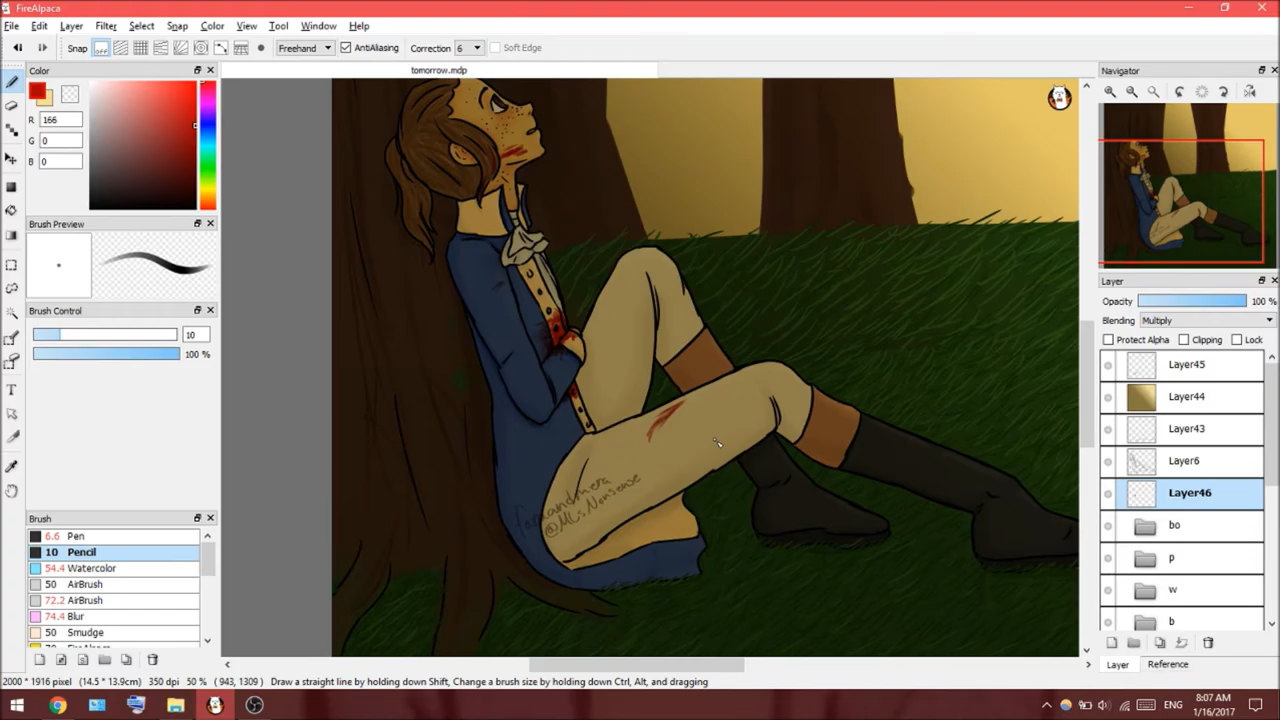 FireAlpaca
File Edit Layer Filter Select Snap Color View Tool Window Help
Snap OFF Freehand AntiAliasing Correction 6 Soft Edge
Color
R 166
G 0
B 0
Brush Preview
Brush Control
10
100 %
Brush
6.6 Pen
10 Pencil
54.4 Watercolor
50 AirBrush
72.2 AirBrush
74.4 Blur
50 Smudge
tomorrow.mdp
@MLis.Nonsense
Navigator
Layer
Opacity 100 %
Blending Multiply
Protect Alpha Clipping Lock
Layer45
Layer44
Layer43
Layer6
Layer46
bo
p
w
b
Layer Reference
2000 * 1916 pixel (14.5 * 13.9cm) 350 dpi 50 % ( 943, 1309 ) Draw a straight line by holding down Shift, Change a brush size by holding down Ctrl, Alt, and dragging
ENG
8:07 AM
1/16/2017